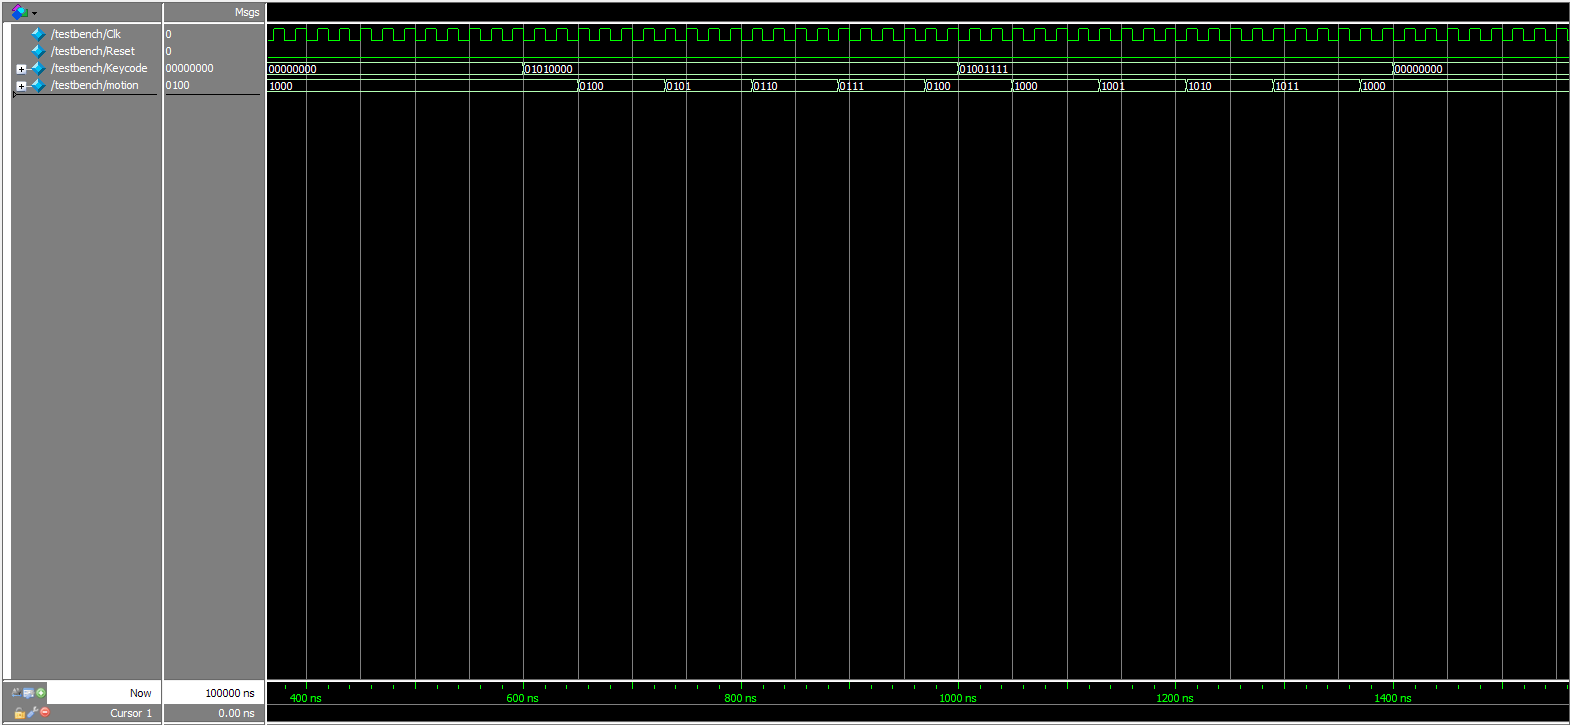 Msgs
/testbench/Clk 0
/testbench/Reset 0
/testbench/Keycode 00000000 00000000 01010000 01001111 00000000
/testbench/motion 0100 1000 0100 0101 0110 0111 0100 1000 1001 1010 1011 1000
Now 100000 ns 400 ns 600 ns 800 ns 1000 ns 1200 ns 1400 ns
Cursor 1 0.00 ns